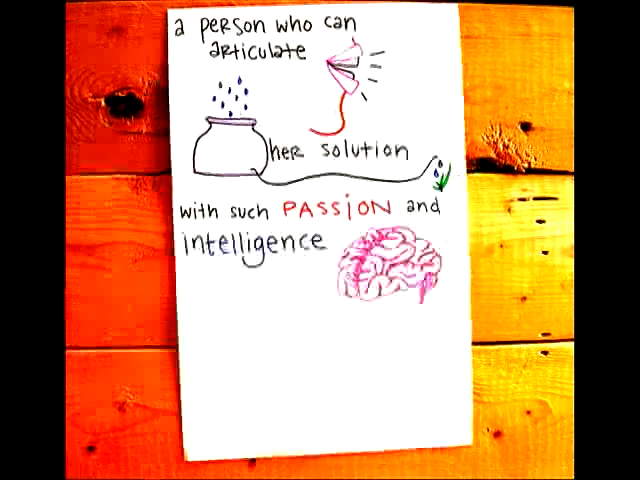 a person who can
articulate
her solution
with such PASSiON and
intelligence